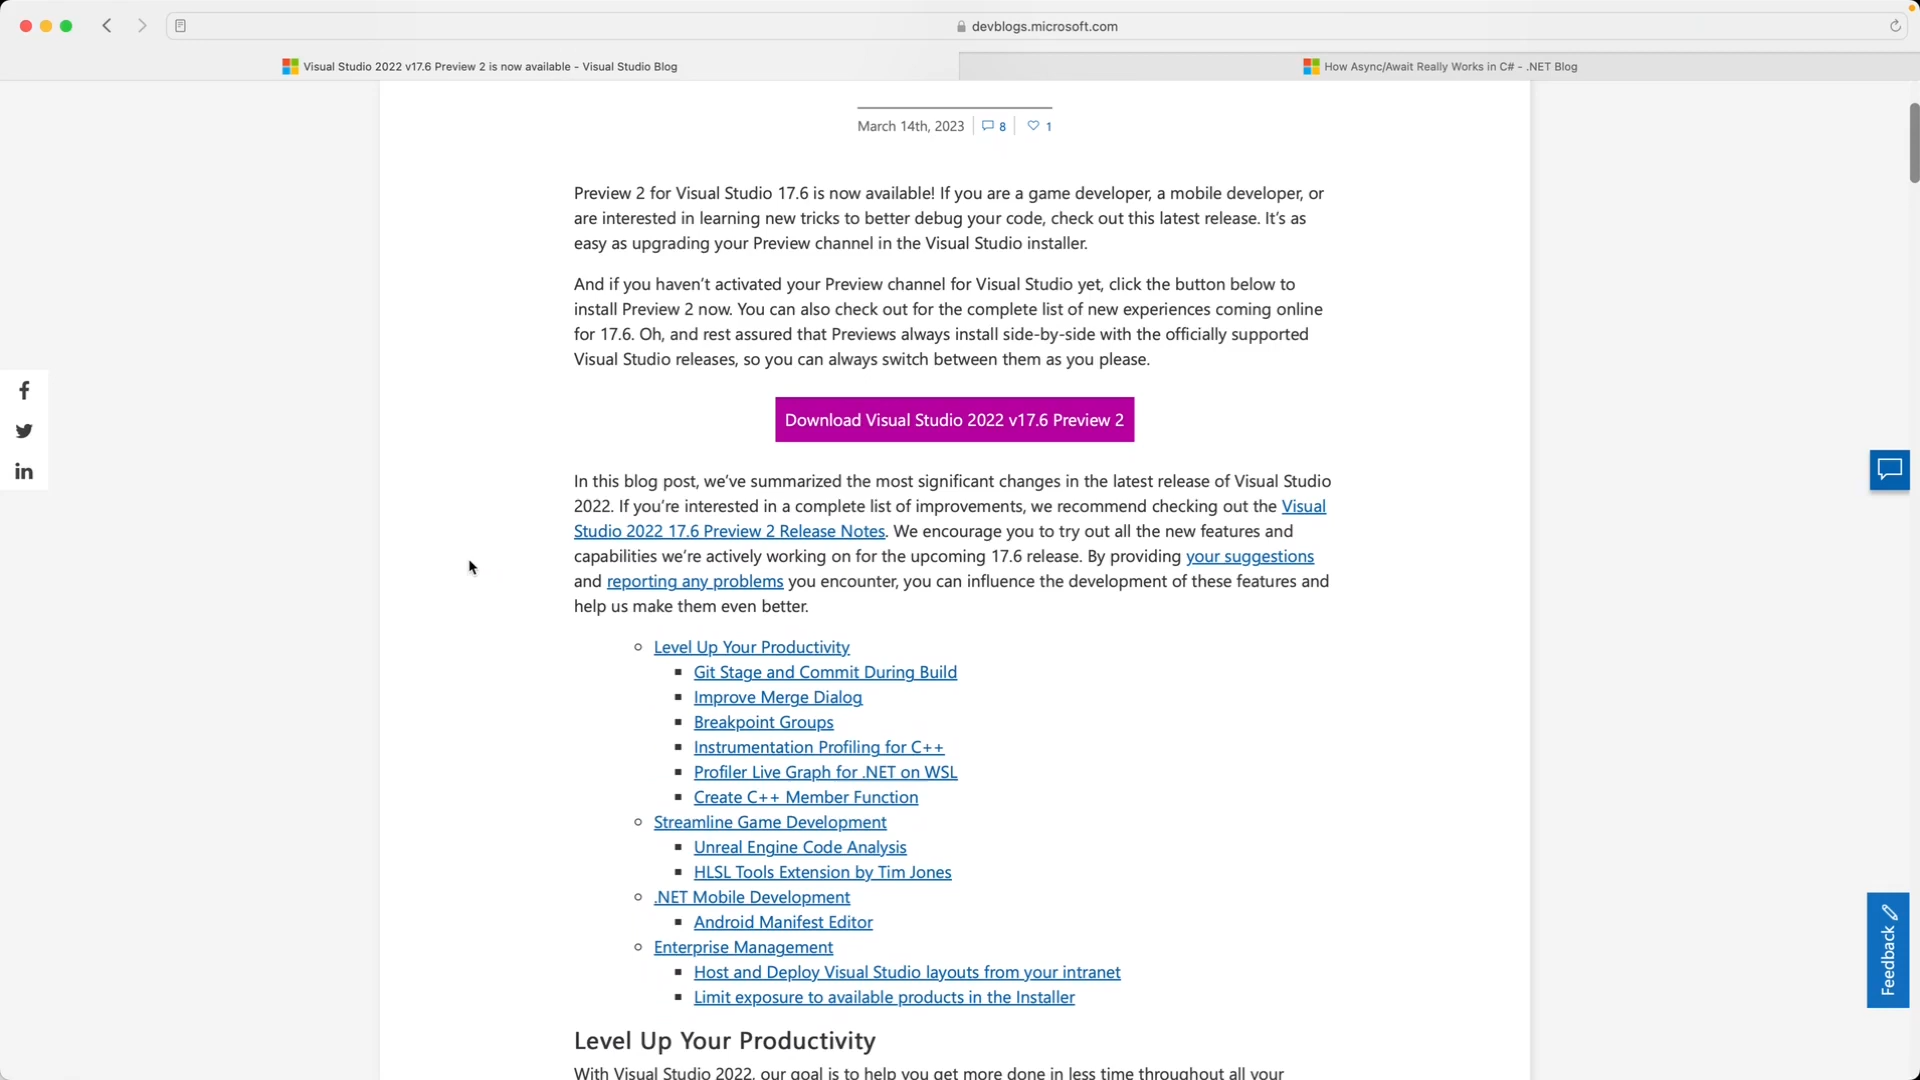 devblogs.microsoft.com
Visual Studio 2022 v17.6 Preview 2 is now available - Visual Studio Blog
How Async/Await Really Works in C# - .NET Blog
March 14th, 2023 8 1
Preview 2 for Visual Studio 17.6 is now available! If you are a game developer, a mobile developer, or
are interested in learning new tricks to better debug your code, check out this latest release. It's as
easy as upgrading your Preview channel in the Visual Studio installer.
And if you haven't activated your Preview channel for Visual Studio yet, click the button below to
install Preview 2 now. You can also check out for the complete list of new experiences coming online
for 17.6. Oh, and rest assured that Previews always install side-by-side with the officially supported
Visual Studio releases, so you can always switch between them as you please.
Download Visual Studio 2022 v17.6 Preview 2
In this blog post, we've summarized the most significant changes in the latest release of Visual Studio
2022. If you're interested in a complete list of improvements, we recommend checking out the Visual
Studio 2022 17.6 Preview 2 Release Notes. We encourage you to try out all the new features and
capabilities we're actively working on for the upcoming 17.6 release. By providing your suggestions
and reporting any problems you encounter, you can influence the development of these features and
help us make them even better.
Level Up Your Productivity
Git Stage and Commit During Build
Improve Merge Dialog
Breakpoint Groups
Instrumentation Profiling for C++
Profiler Live Graph for .NET on WSL
Create C++ Member Function
Streamline Game Development
Unreal Engine Code Analysis
HLSL Tools Extension by Tim Jones
.NET Mobile Development
Android Manifest Editor
Enterprise Management
Host and Deploy Visual Studio layouts from your intranet
Limit exposure to available products in the Installer
Feedback
Level Up Your Productivity
With Visual Studio 2022, our goal is to help you get more done in less time throughout all your